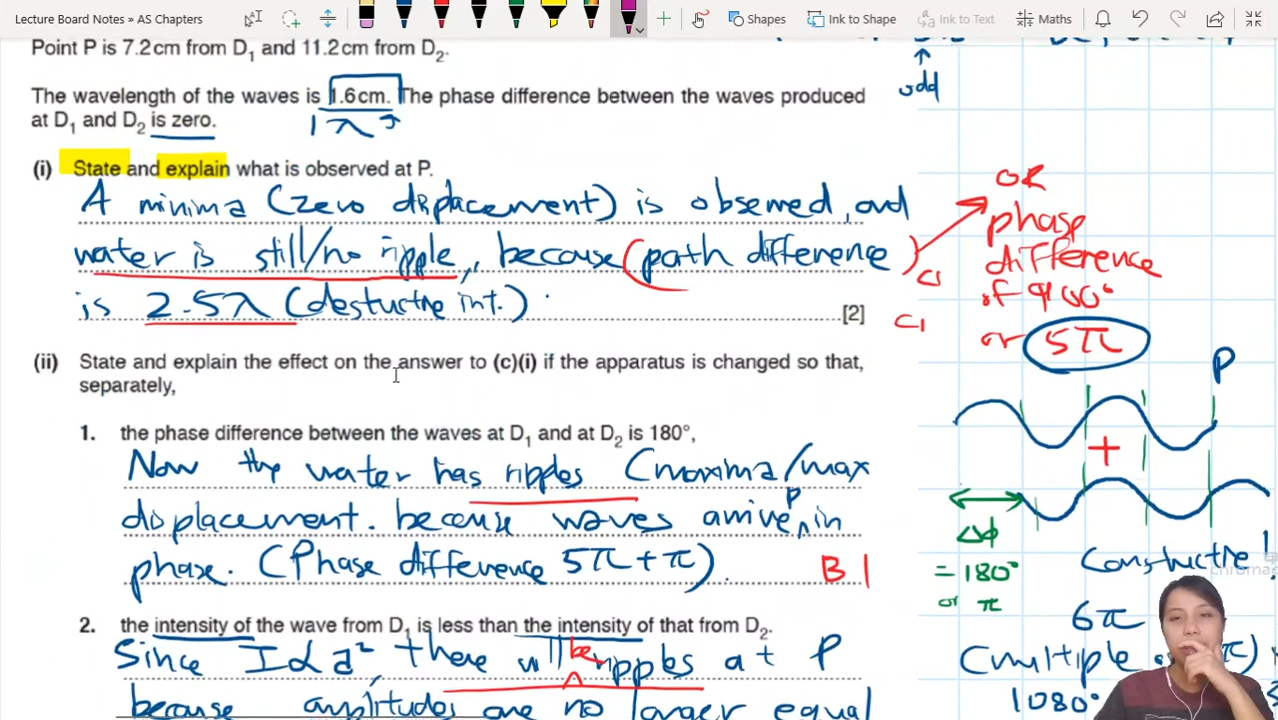 Lecture Board Notes » AS Chapters
Shapes
Ink to Shape
Ink to Text
Maths
Point P is 7.2 cm from D1 and 11.2 cm from D2.
The wavelength of the waves is 1.6 cm. The phase difference between the waves produced
at D1 and D2 is zero.
1 λ
odd
(i) State and explain what is observed at P.
A minima (zero displacement) is observed, and
water is still/no ripple, because (path difference)
is 2.5λ (destuctre int.).
[2]
C1
C1
OR
phase
difference
of 900°
or 5π
(ii) State and explain the effect on the answer to (c)(i) if the apparatus is changed so that,
separately,
1. the phase difference between the waves at D1 and at D2 is 180°,
Now the water has ripples (maxima/max
displacement. because waves arrive P, in
phase. (Phase difference 5π+π).
B1
P
+
Δφ
= 180°
or π
Constructre !
6π
(multiple
1080°
2. the intensity of the wave from D1 is less than the intensity of that from D2.
Since I α a², there will be ripples at P
because amplitudes are no longer equal